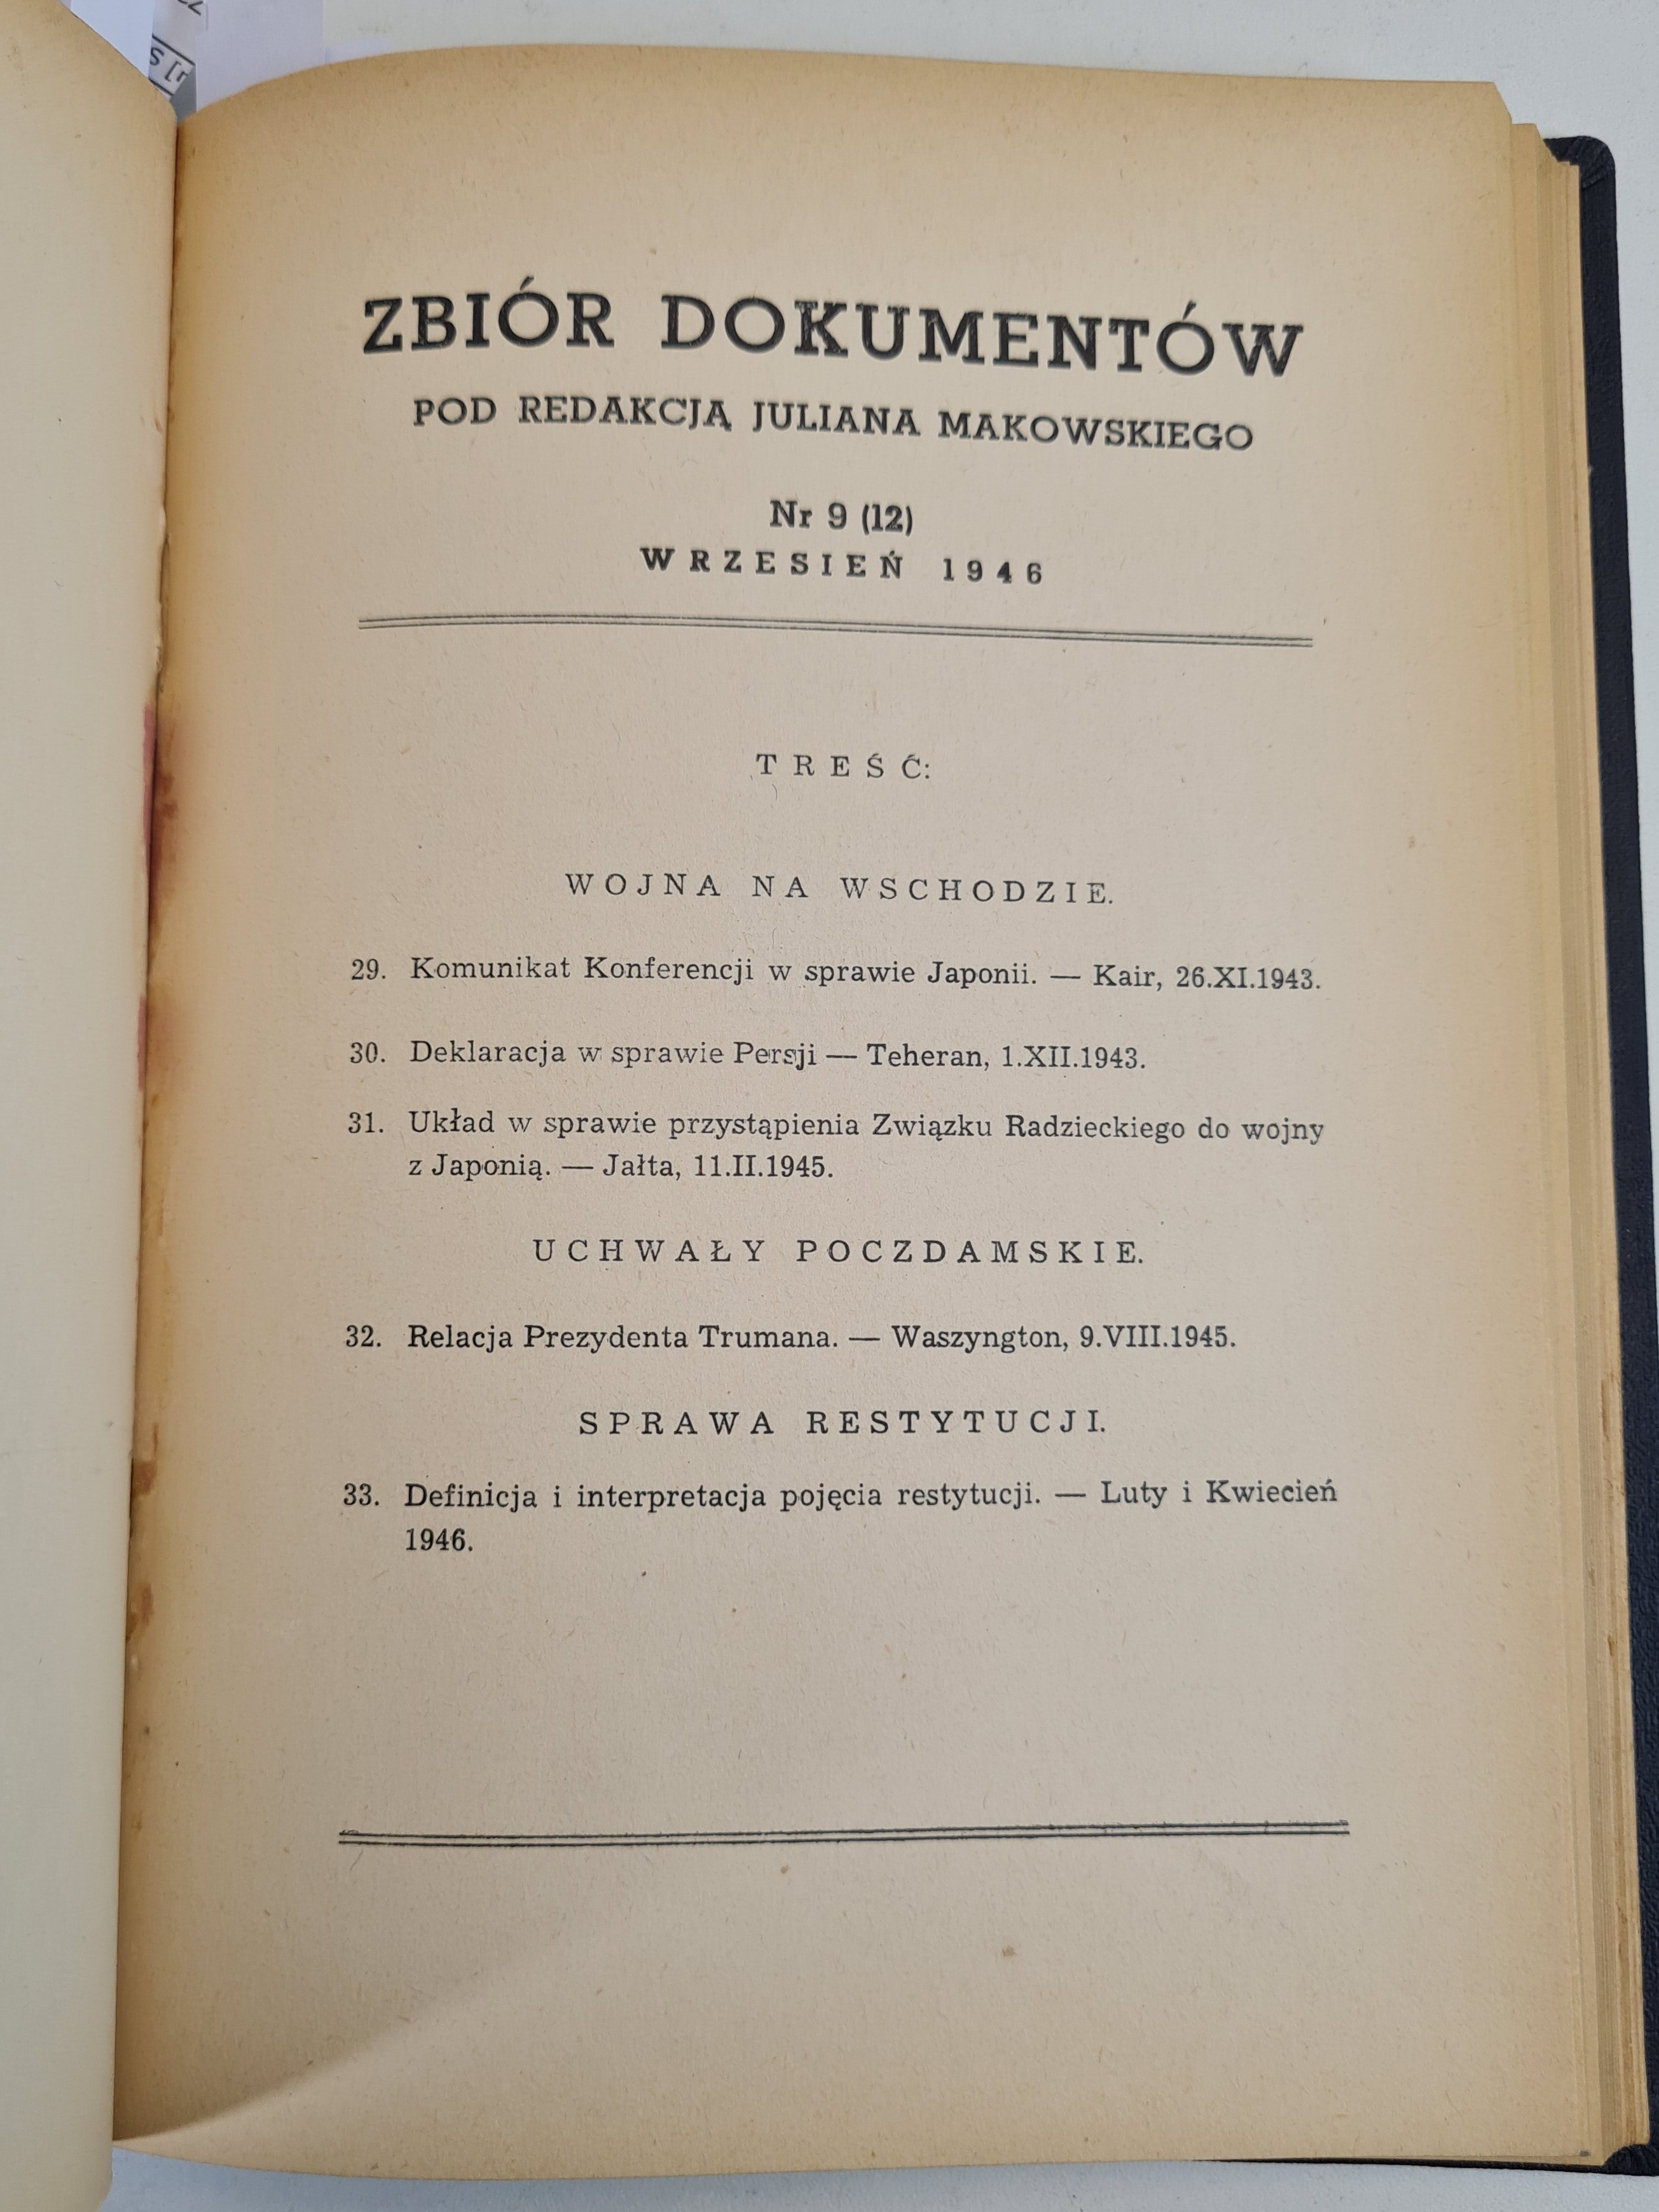 ZBIÓR DOKUMENTÓW
POD REDAKCJĄ JULIANA MAKOWSKIEGO
Nr 9 (12)
WRZESIEŃ 1946
TREŚĆ:
WOJNA NA WSCHODZIE.
29. Komunikat Konferencji w sprawie Japonii. — Kair, 26.XI.1943.
30. Deklaracja w sprawie Persji — Teheran, 1.XII.1943.
31. Układ w sprawie przystąpienia Związku Radzieckiego do wojny
z Japonią. — Jałta, 11.II.1945.
UCHWAŁY POCZDAMSKIE.
32. Relacja Prezydenta Trumana. — Waszyngton, 9.VIII.1945.
SPRAWA RESTYTUCJI.
33. Definicja i interpretacja pojęcia restytucji. — Luty i Kwiecień
1946.